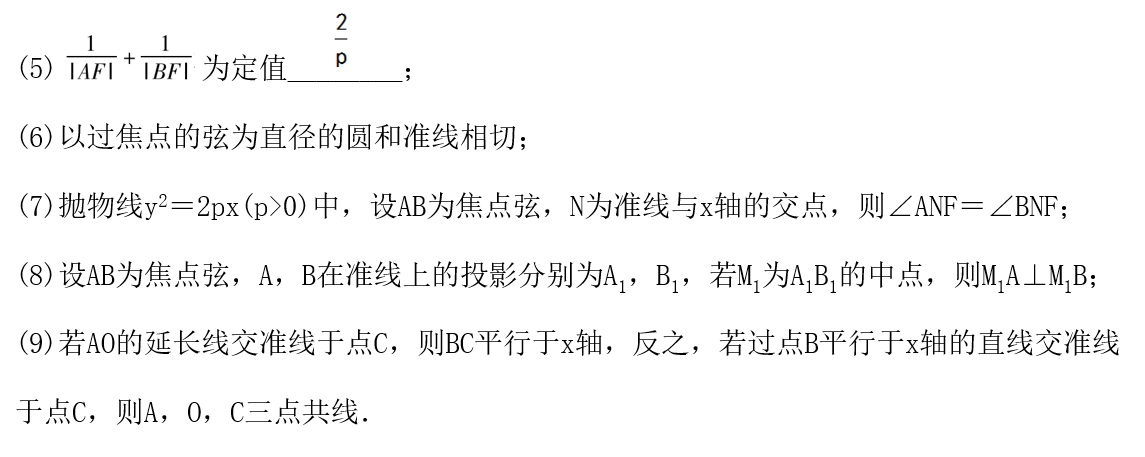 (5) 1/|AF|+1/|BF| 为定值____2/p____；
(6)以过焦点的弦为直径的圆和准线相切；
(7)抛物线y²＝2px(p>0)中，设AB为焦点弦，N为准线与x轴的交点，则∠ANF＝∠BNF；
(8)设AB为焦点弦，A，B在准线上的投影分别为A₁，B₁，若M₁为A₁B₁的中点，则M₁A⊥M₁B；
(9)若AO的延长线交准线于点C，则BC平行于x轴，反之，若过点B平行于x轴的直线交准线
于点C，则A，O，C三点共线．